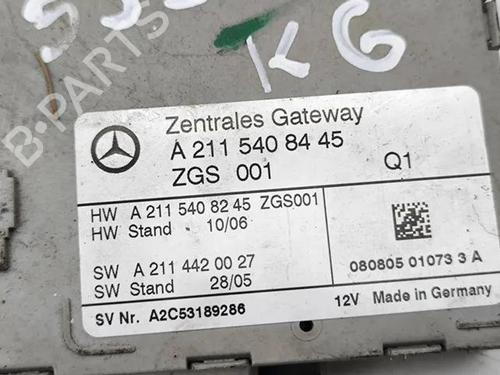 K6
Zentrales Gateway
A 211 540 84 45
ZGS 001 Q1
HW A 211 540 82 45 ZGS001
HW Stand 10/06
SW A 211 442 00 27
SW Stand 28/05
080805 01073 3 A
SV Nr. A2C53189286
12V Made in Germany
B-PARTS